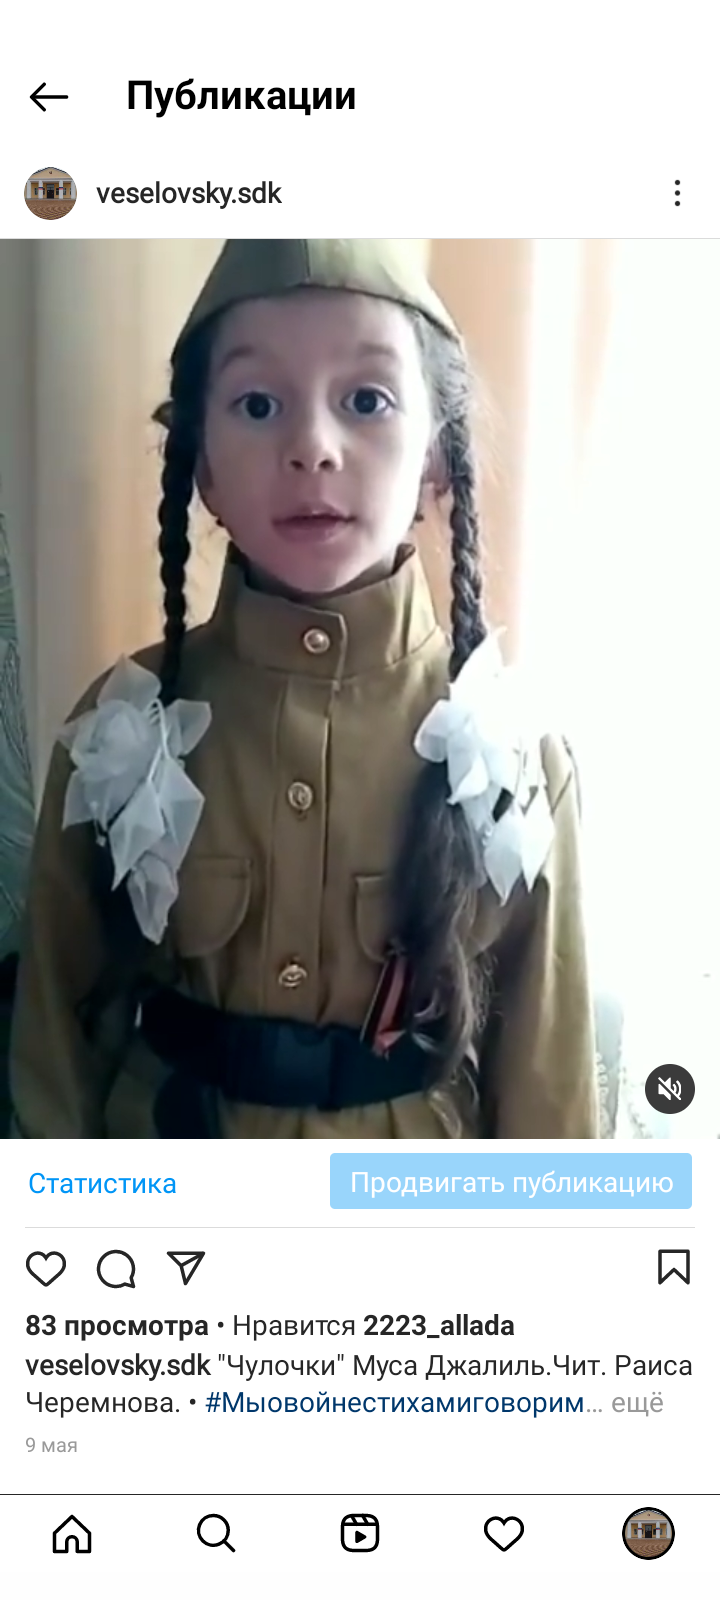 Публикации
veselovsky.sdk
Статистика
Продвигать публикацию
83 просмотра • Нравится 2223_allada
veselovsky.sdk "Чулочки" Муса Джалиль.Чит. Раиса
Черемнова. • #Мыовойнестихамиговорим... ещё
9 мая